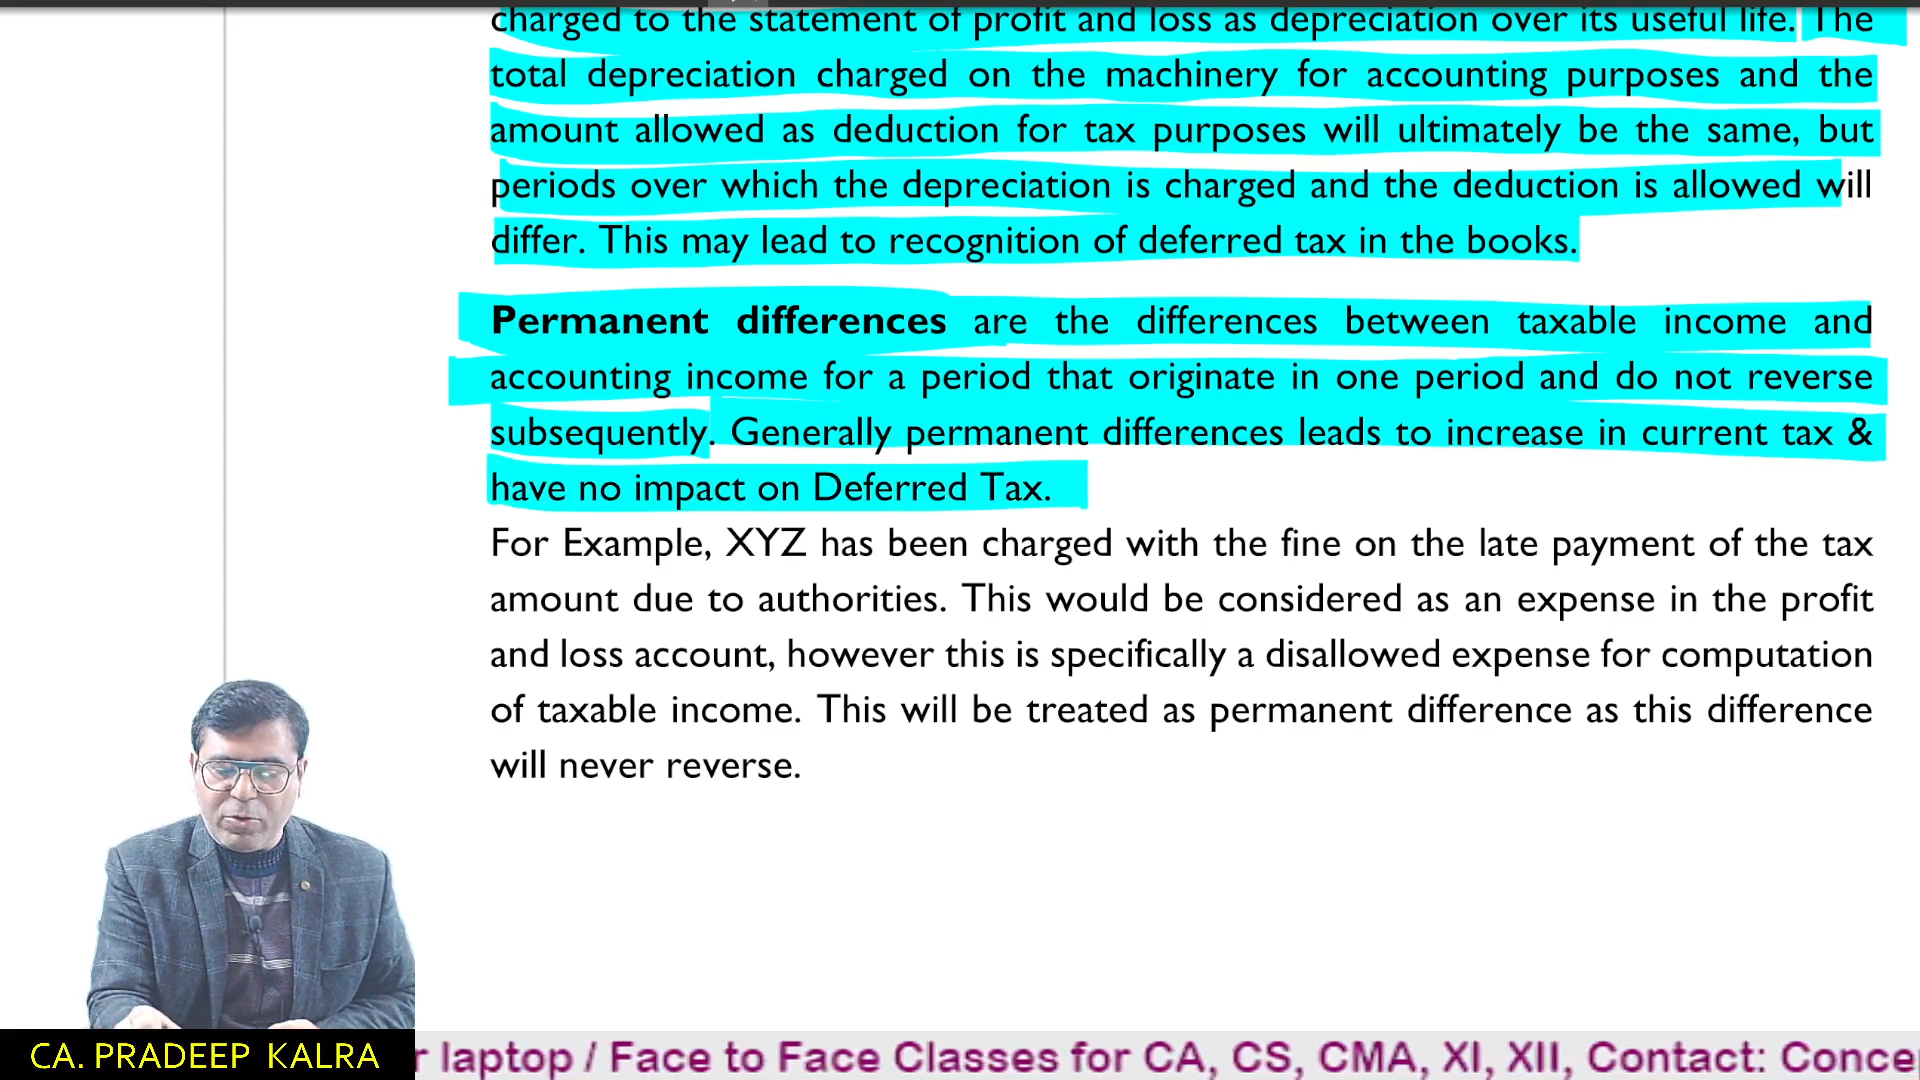 charged to the statement of profit and loss as depreciation over its useful life. The
total depreciation charged on the machinery for accounting purposes and the
amount allowed as deduction for tax purposes will ultimately be the same, but
periods over which the depreciation is charged and the deduction is allowed will
differ. This may lead to recognition of deferred tax in the books.
Permanent differences are the differences between taxable income and
accounting income for a period that originate in one period and do not reverse
subsequently. Generally permanent differences leads to increase in current tax &
have no impact on Deferred Tax.
For Example, XYZ has been charged with the fine on the late payment of the tax
amount due to authorities. This would be considered as an expense in the profit
and loss account, however this is specifically a disallowed expense for computation
of taxable income. This will be treated as permanent difference as this difference
will never reverse.
CA. PRADEEP KALRA
r laptop / Face to Face Classes for CA, CS, CMA, XI, XII, Contact: Conce